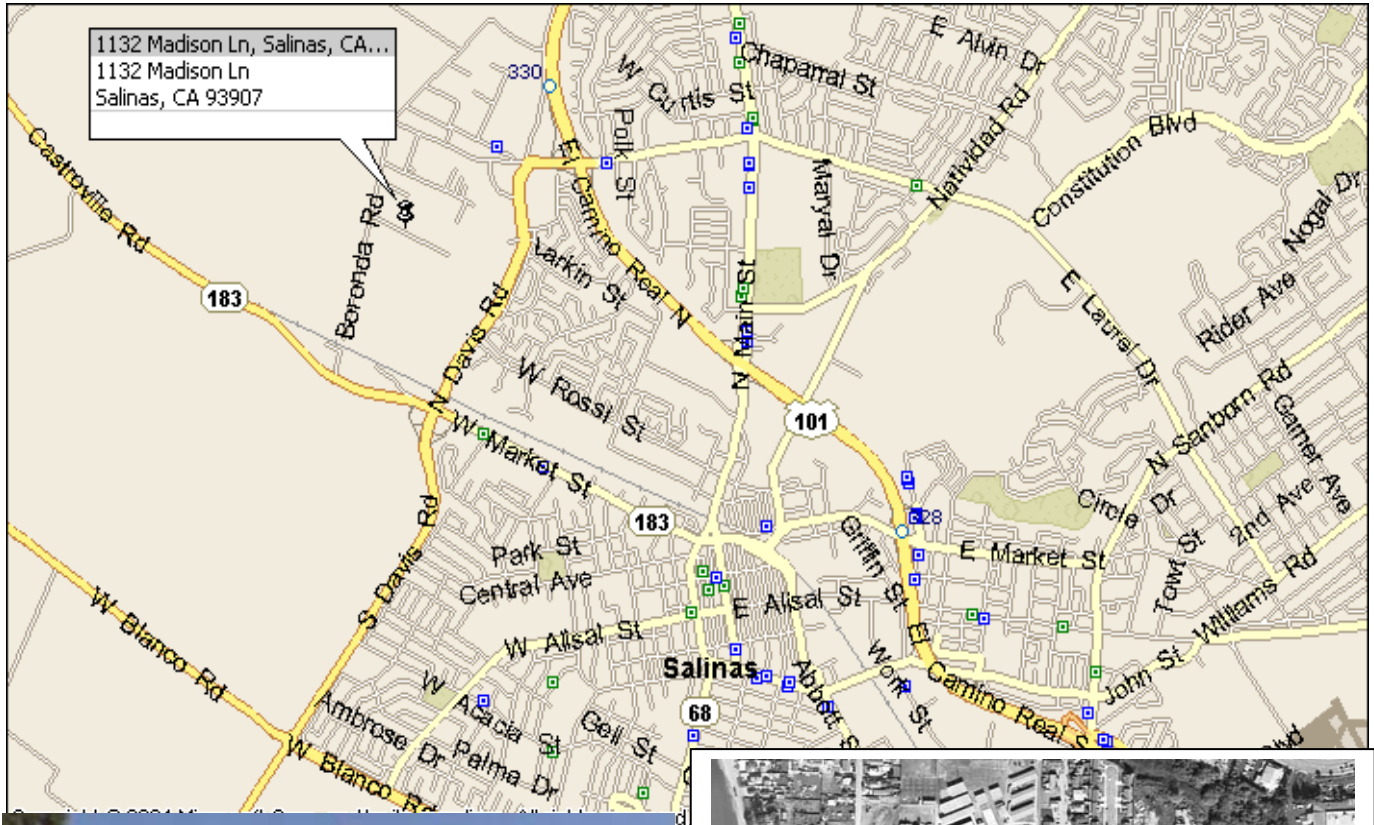 1132 Madison Ln, Salinas, CA...
1132 Madison Ln
Salinas, CA 93907
330
E Alvin Dr
Chaparral St
W Curtis St
Polk St
Natividad Rd
Constitution Blvd
Castroville Rd
El Camino Real N
Maryal Dr
Nogal Dr
Boronda Rd
Larkin St
183
N Main St
E Laurel Dr
Rider Ave
N Davis Rd
W Rossi St
101
N Sanborn Rd
Garner Ave
W Market St
Circle Dr
2nd Ave
183
328
Griffin St
E Market St
Towt St
Park St
Central Ave
S Davis Rd
E Alisal St
Williams Rd
W Blanco Rd
W Alisal St
Salinas
Work St
John St
Abbott S
El Camino Real S
W Acacia St
68
Ambrose Dr
Cell St
Palma Dr
W Blanco Rd
Blvd